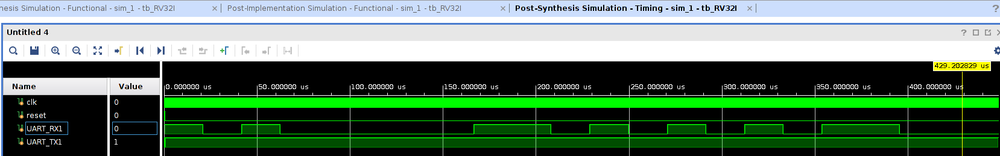 nesis Simulation - Functional - sim_1 - tb_RV32I × Post-Implementation Simulation - Functional - sim_1 - tb_RV32I × Post-Synthesis Simulation - Timing - sim_1 - tb_RV32I × ?
Untitled 4 ?
429.202829 us
Name Value 0.000000 us 50.000000 us 100.000000 us 150.000000 us 200.000000 us 250.000000 us 300.000000 us 350.000000 us 400.000000 us
clk 0
reset 0
UART_RX1 0
UART_TX1 1